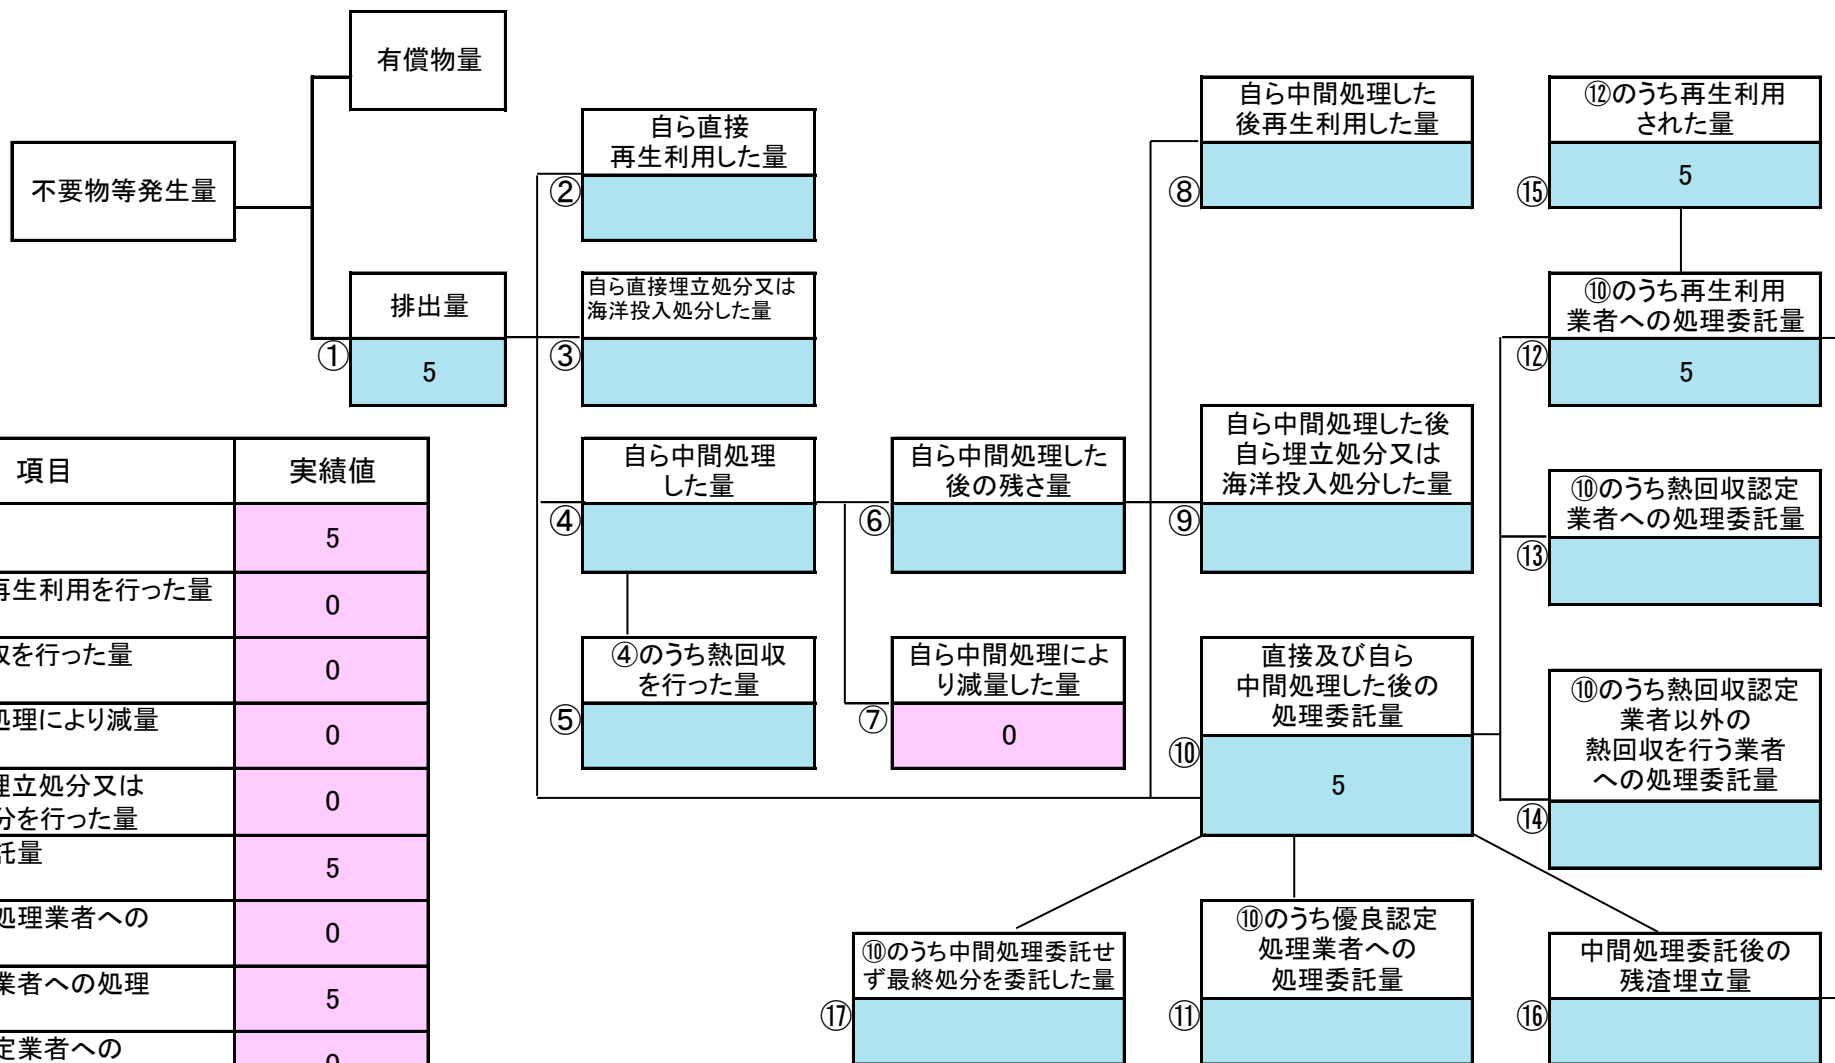 有償物量
不要物等発生量
排出量
①
5
自ら直接
再生利用した量
②
自ら直接埋立処分又は
海洋投入処分した量
③
自ら中間処理
した量
④
④のうち熱回収
を行った量
⑤
自ら中間処理した
後の残さ量
⑥
自ら中間処理によ
り減量した量
⑦
0
自ら中間処理した
後再生利用した量
⑧
自ら中間処理した後
自ら埋立処分又は
海洋投入処分した量
⑨
直接及び自ら
中間処理した後の
処理委託量
⑩
5
⑫のうち再生利用
された量
⑮
5
⑩のうち再生利用
業者への処理委託量
⑫
5
⑩のうち熱回収認定
業者への処理委託量
⑬
⑩のうち熱回収認定
業者以外の
熱回収を行う業者
への処理委託量
⑭
⑩のうち中間処理委託せ
ず最終処分を委託した量
⑰
⑩のうち優良認定
処理業者への
処理委託量
⑪
中間処理委託後の
残渣埋立量
⑯
項目 実績値
5
再生利用を行った量 0
を行った量 0
処理により減量 0
埋立処分又は
分を行った量 0
託量 5
処理業者への 0
業者への処理 5
定業者への 0